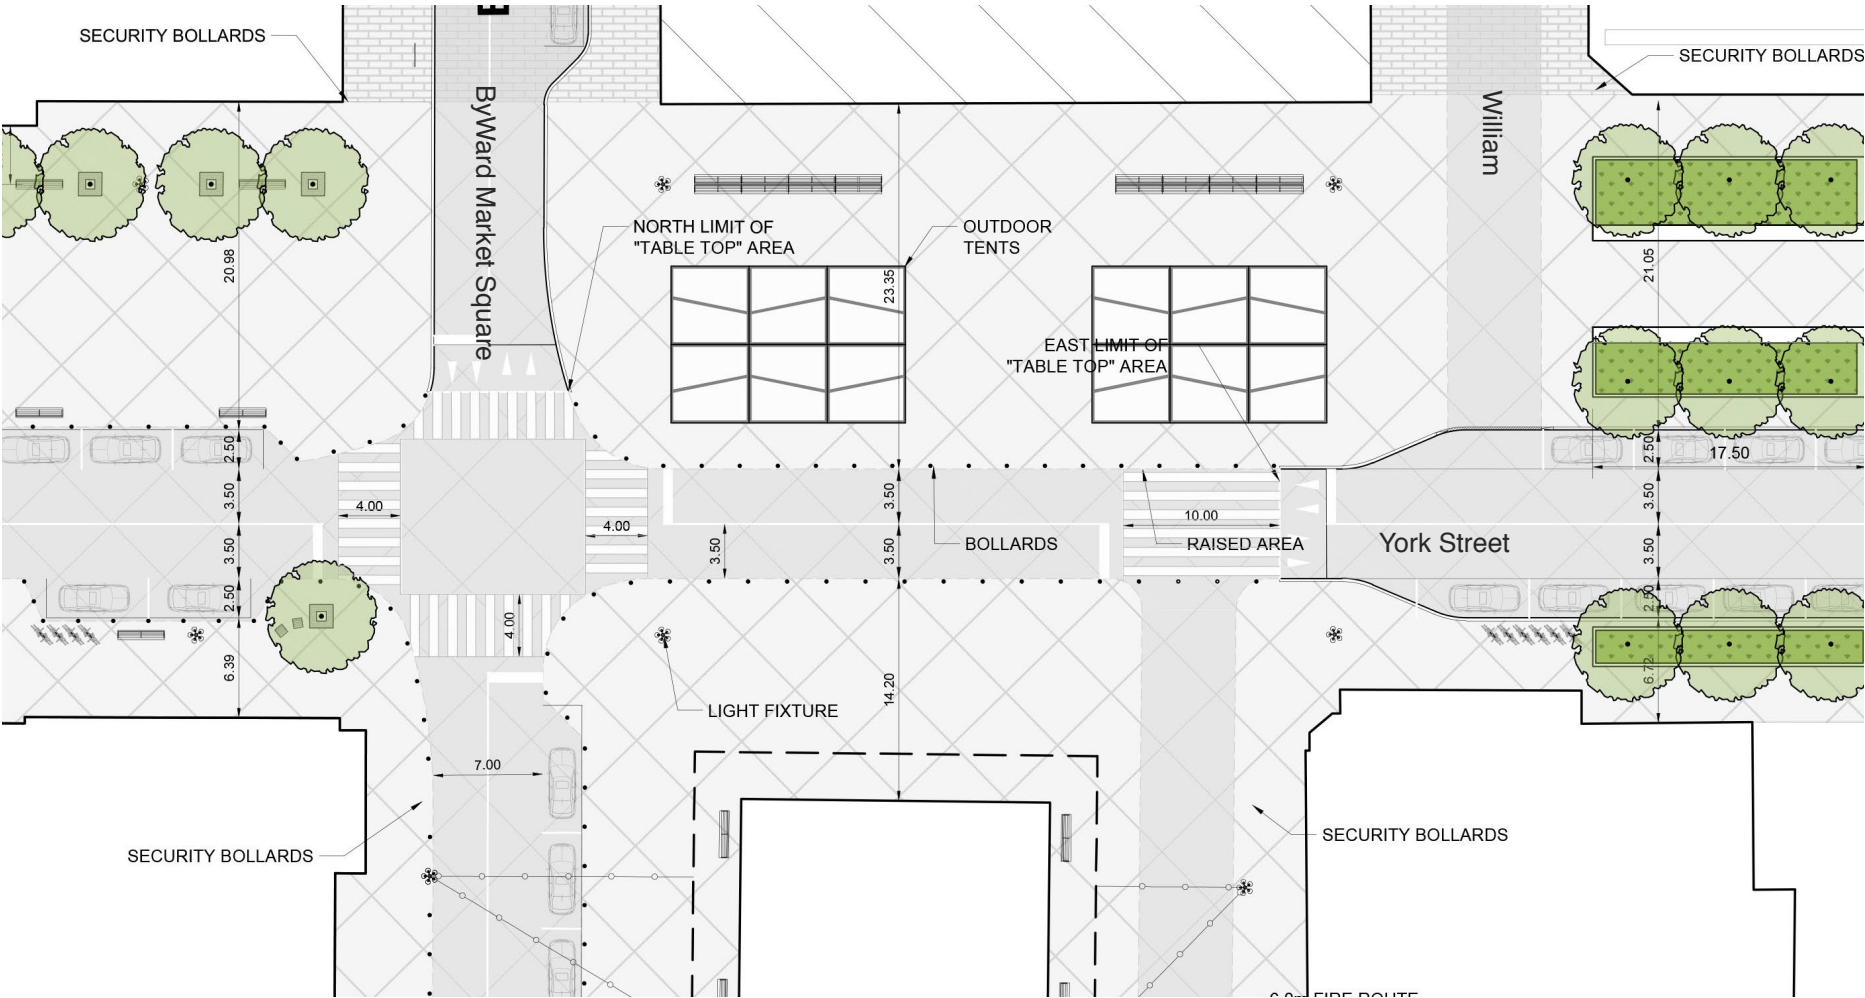 SECURITY BOLLARDS
SECURITY BOLLARDS
ByWard Market Square
William
NORTH LIMIT OF
"TABLE TOP" AREA
OUTDOOR
TENTS
20.98
23.35
21.05
EAST LIMIT OF
"TABLE TOP" AREA
2.50
2.50
17.50
3.50
3.50
3.50
4.00
4.00
10.00
3.50
3.50
3.50
3.50
BOLLARDS
RAISED AREA
York Street
2.50
2.50
4.00
6.39
6.72
14.20
LIGHT FIXTURE
7.00
SECURITY BOLLARDS
SECURITY BOLLARDS
FIRE ROUTE